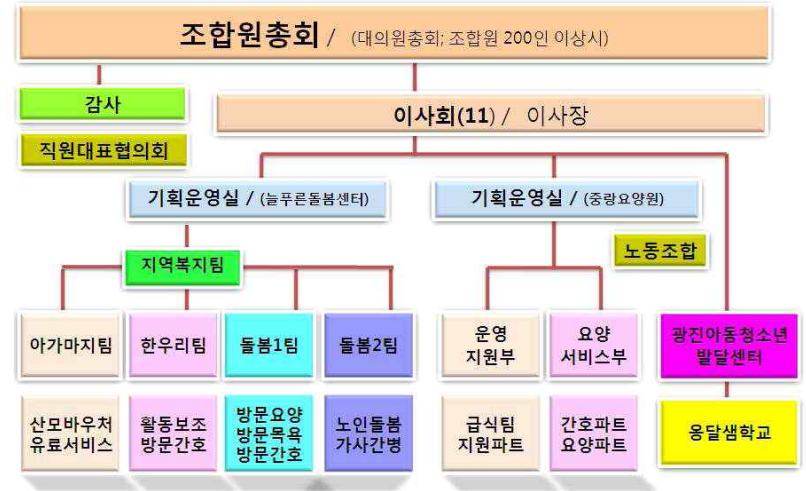 조합원총회 / (대의원총회; 조합원 200인 이상시)
감사
이사회(11) / 이사장
직원대표협의회
기획운영실 / (늘푸른돌봄센터)
기획운영실 / (중랑요양원)
노동조합
지역복지팀
아가마지팀
한우리팀
돌봄1팀
돌봄2팀
운영
지원부
요양
서비스부
광진아동청소년
발달센터
산모바우처
유료서비스
활동보조
방문간호
방문요양
방문목욕
방문간호
노인돌봄
가사간병
급식팀
지원파트
간호파트
요양파트
옹달샘학교